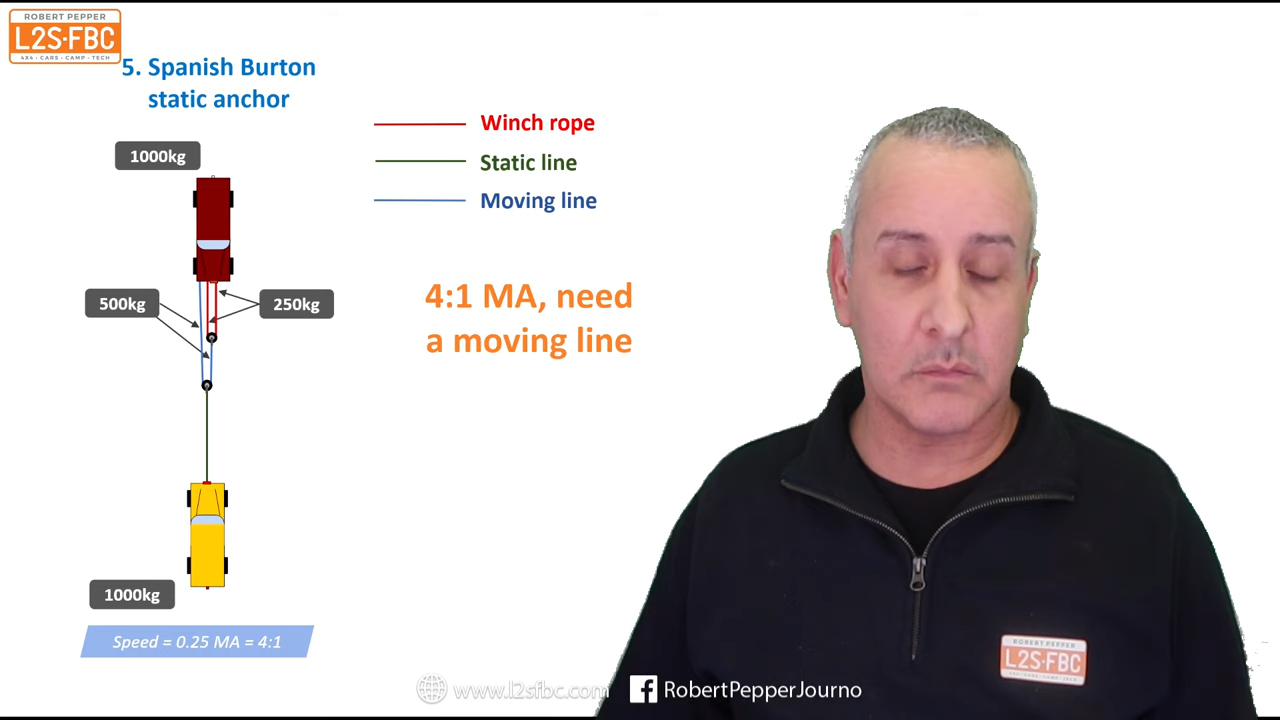 ROBERT PEPPER
L2S·FBC
4X4 · CARS · CAMP · TECH
5. Spanish Burton
static anchor
1000kg
Winch rope
Static line
Moving line
500kg
250kg
4:1 MA, need
a moving line
1000kg
Speed = 0.25 MA = 4:1
ROBERT PEPPER
L2S·FBC
www.l2sfbc.com
RobertPepperJourno